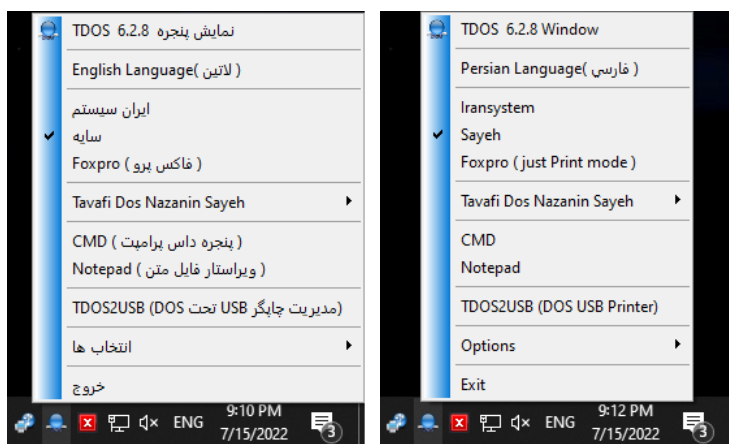 TDOS 6.2.8 نمایش پنجره
English Language( لاتین )
ایران سیستم
سایه
Foxpro ( فاکس پرو )
Tavafi Dos Nazanin Sayeh
CMD ( پنجره داس پرامپت )
Notepad ( ویراستار فایل متن )
TDOS2USB (DOS تحت USB مدیریت چاپگر)
انتخاب ها
خروج
ENG
9:10 PM
7/15/2022
3
TDOS 6.2.8 Window
Persian Language( فارسي )
Iransystem
Sayeh
Foxpro ( just Print mode )
Tavafi Dos Nazanin Sayeh
CMD
Notepad
TDOS2USB (DOS USB Printer)
Options
Exit
ENG
9:12 PM
7/15/2022
3